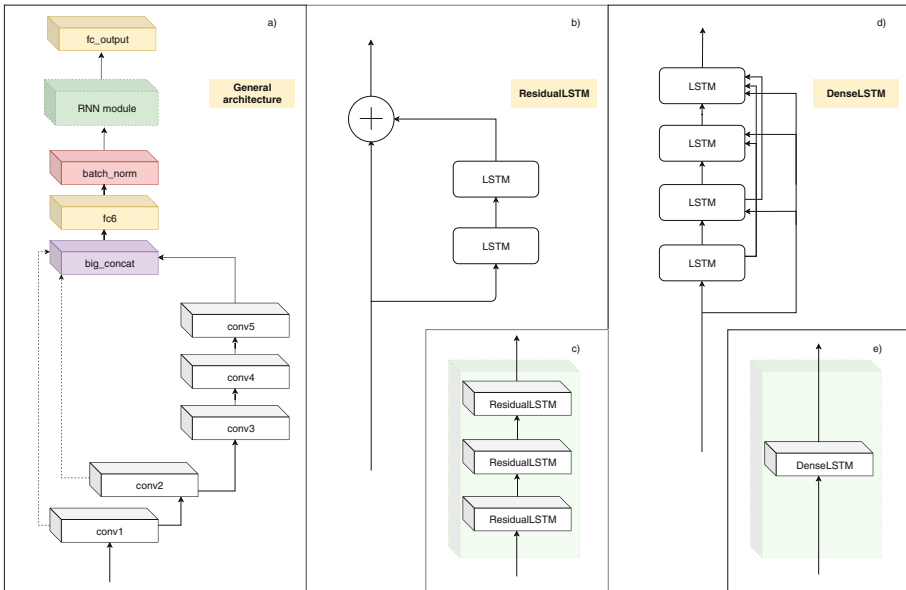 a)
fc_output
RNN module
General
architecture
batch_norm
fc6
big_concat
conv5
conv4
conv3
conv2
conv1
b)
ResidualLSTM
LSTM
LSTM
c)
ResidualLSTM
ResidualLSTM
ResidualLSTM
d)
LSTM
DenseLSTM
LSTM
LSTM
LSTM
e)
DenseLSTM